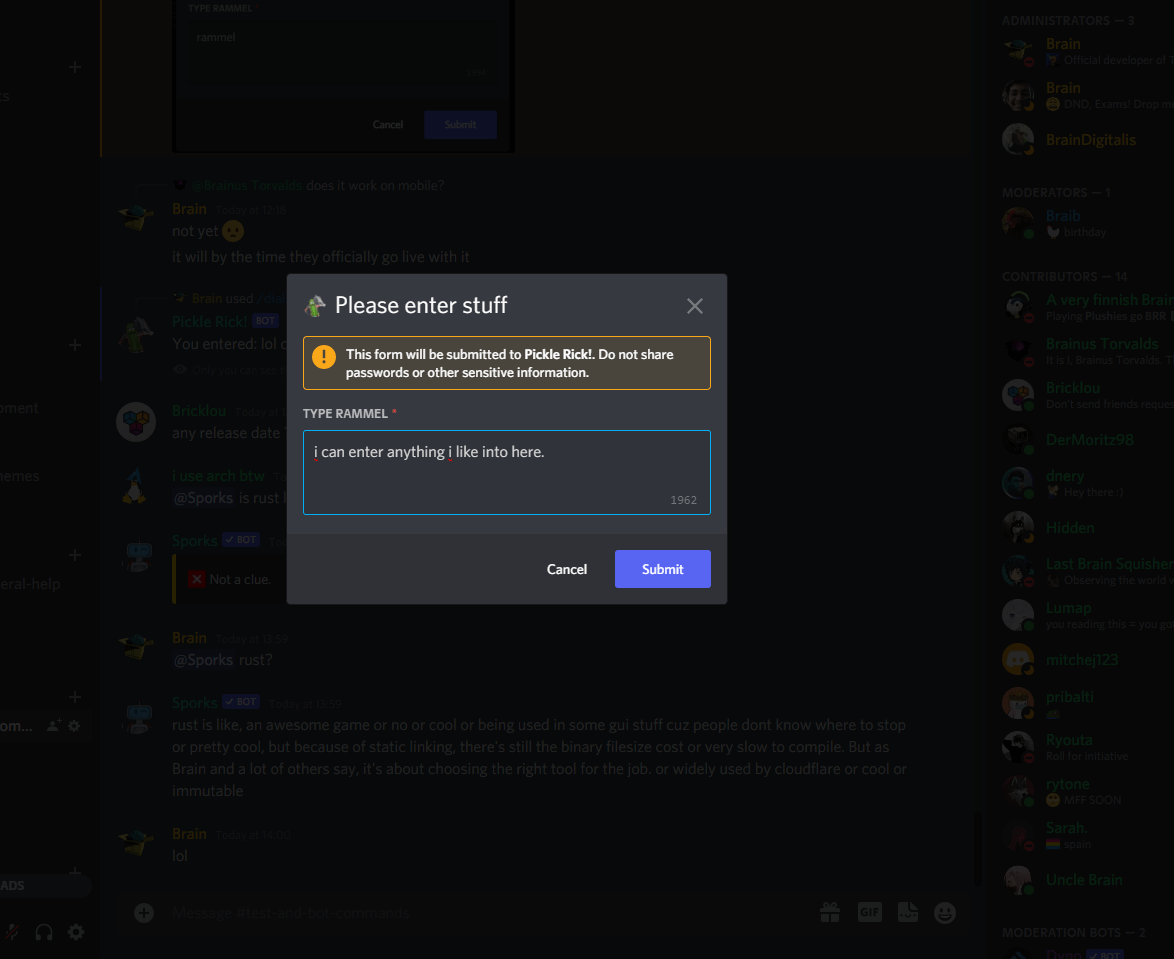 TYPE RAMMEL *
rammel
Cancel
Submit
@Brainus Torvalds does it work on mobile?
Brain Today at 12:18
not yet
it will by the time they officially go live with it
Brain used
Pickle Rick! BOT
You entered: lol
Bricklou Today
any release date
i use arch btw
@Sporks is rust
Sporks BOT
Not a clue.
Brain Today at 13:59
@Sporks rust?
Sporks BOT Today at 13:59
rust is like, an awesome game or no or cool or being used in some gui stuff cuz people dont know where to stop
or pretty cool, but because of static linking, there's still the binary filesize cost or very slow to compile. But as
Brain and a lot of others say, it's about choosing the right tool for the job. or widely used by cloudflare or cool or
immutable
Brain Today at 14:00
lol
Message #test-and-bot-commands
GIF
Please enter stuff
This form will be submitted to Pickle Rick!. Do not share
passwords or other sensitive information.
TYPE RAMMEL *
i can enter anything i like into here.
1962
Cancel
Submit
ADMINISTRATORS — 3
Brain
Official developer of
Brain
DND, Exams! Drop
BrainDigitalis
MODERATORS — 1
Braib
birthday
CONTRIBUTORS — 14
A very finnish Brain
Playing Plushies go BRR
Brainus Torvalds
It is I, Brainus Torvalds.
Bricklou
Don't send friends
DerMoritz98
dnery
Hey there :)
Hidden
Last Brain Squisher
Observing the world
Lumap
you reading this = you
mitchej123
pribalti
Ryouta
Roll for initiative
rytone
MFF SOON
Sarah.
spain
Uncle Brain
MODERATION BOTS — 2
Dyno BOT
oment
emes
eral-help
om...
ADS